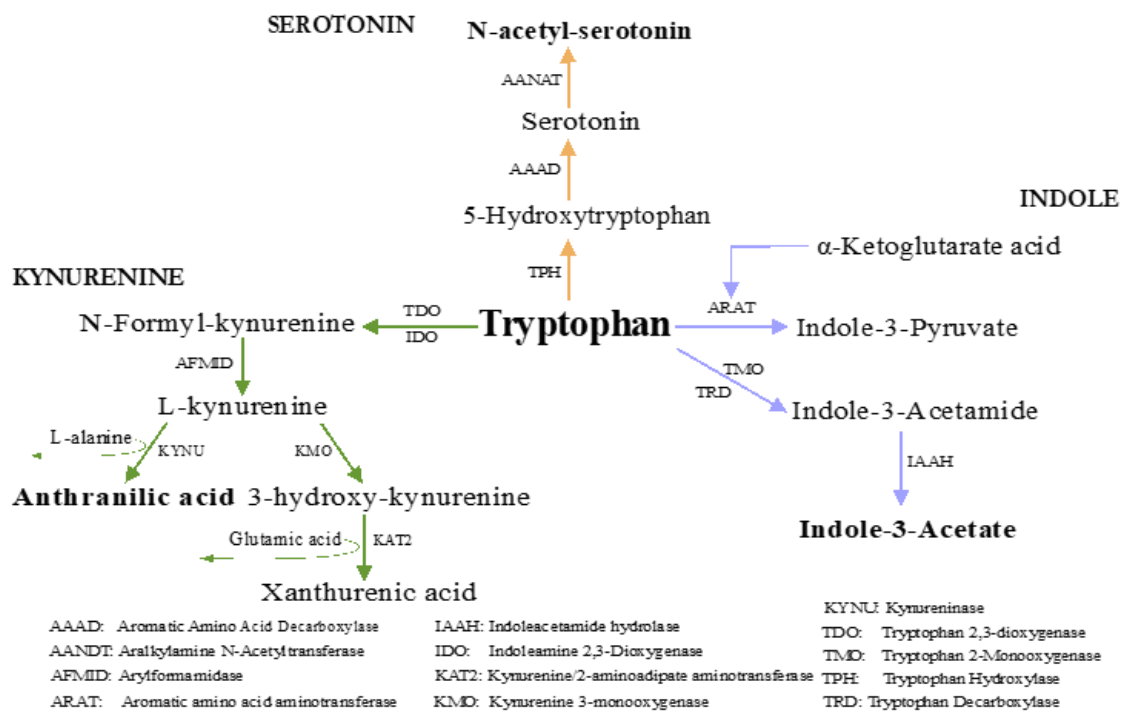 SEROTONIN
N-acetyl-serotonin
AANAT
Serotonin
AAAD
5-Hydroxytryptophan
INDOLE
α-Ketoglutarate acid
TPH
KYNURENINE
N-Formyl-kynurenine
TDO
IDO
Tryptophan
ARAT
Indole-3-Pyruvate
AFMID
TMO
TRD
L-kynurenine
Indole-3-Acetamide
L-alanine
KYNU
KMO
IAAH
Anthranilic acid
3-hydroxy-kynurenine
Glutamic acid
KAT2
Indole-3-Acetate
Xanthurenic acid
AAAD: Aromatic Amino Acid Decarboxylase
AANDT: Aralkylamine N-Acetyltransferase
AFMID: Arylformamidase
ARAT: Aromatic amino acid aminotransferase
IAAH: Indoleacetamide hydrolase
IDO: Indoleamine 2,3-Dioxygenase
KAT2: Kynurenine/2-aminoadipate aminotransferase
KMO: Kynurenine 3-monooxygenase
KYNU: Kynureninase
TDO: Tryptophan 2,3-dioxygenase
TMO: Tryptophan 2-Monooxygenase
TPH: Tryptophan Hydroxylase
TRD: Tryptophan Decarboxylase